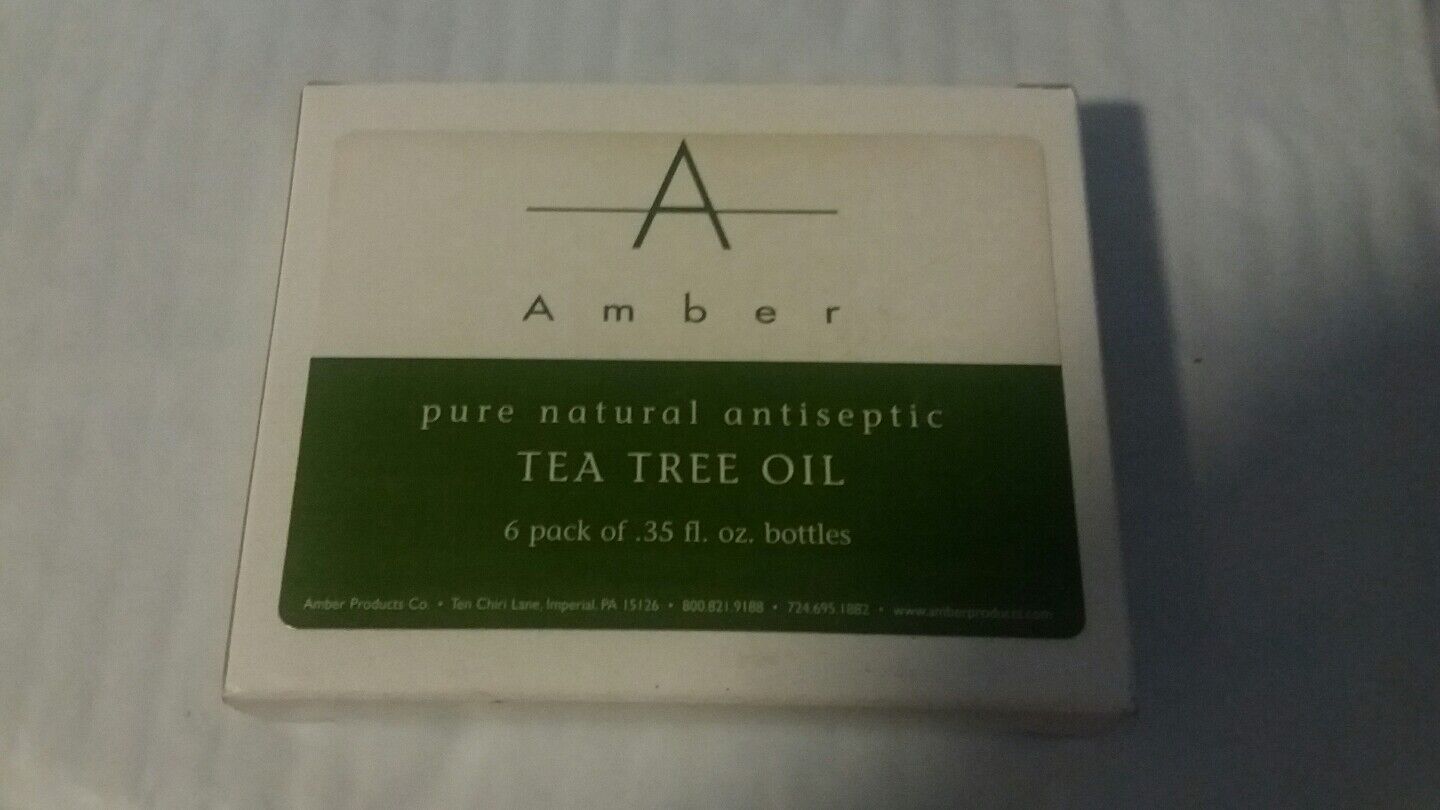 A
Amber
pure natural antiseptic
TEA TREE OIL
6 pack of .35 fl. oz. bottles
Amber Products Co. • Ten Chiri Lane, Imperial, PA 15126 • 800.821.9188 • 724.695.1882 • www.amberproducts.com